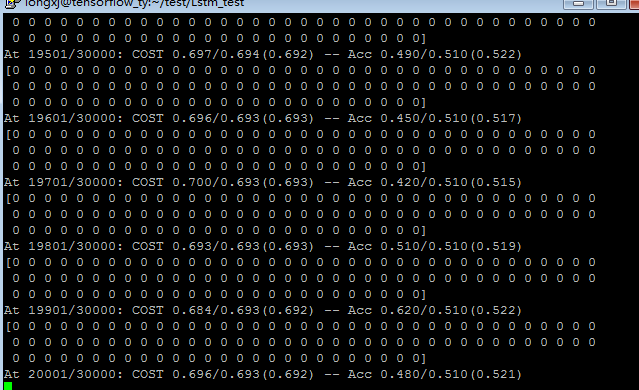 longxj@tensorflow_ty:~/test/Lstm_test
0 0 0 0 0 0 0 0 0 0 0 0 0 0 0 0 0 0 0 0 0 0 0 0 0 0 0 0 0 0 0 0 0 0 0 0 0
0 0 0 0 0 0 0 0 0 0 0 0 0 0 0 0 0 0 0 0 0 0 0 0 0 0]
At 19501/30000: COST 0.697/0.694(0.692) -- Acc 0.490/0.510(0.522)
[0 0 0 0 0 0 0 0 0 0 0 0 0 0 0 0 0 0 0 0 0 0 0 0 0 0 0 0 0 0 0 0 0 0 0 0 0
0 0 0 0 0 0 0 0 0 0 0 0 0 0 0 0 0 0 0 0 0 0 0 0 0 0 0 0 0 0 0 0 0 0 0 0 0
0 0 0 0 0 0 0 0 0 0 0 0 0 0 0 0 0 0 0 0 0 0 0 0 0 0]
At 19601/30000: COST 0.696/0.693(0.693) -- Acc 0.450/0.510(0.517)
[0 0 0 0 0 0 0 0 0 0 0 0 0 0 0 0 0 0 0 0 0 0 0 0 0 0 0 0 0 0 0 0 0 0 0 0 0
0 0 0 0 0 0 0 0 0 0 0 0 0 0 0 0 0 0 0 0 0 0 0 0 0 0 0 0 0 0 0 0 0 0 0 0 0
0 0 0 0 0 0 0 0 0 0 0 0 0 0 0 0 0 0 0 0 0 0 0 0 0 0]
At 19701/30000: COST 0.700/0.693(0.693) -- Acc 0.420/0.510(0.515)
[0 0 0 0 0 0 0 0 0 0 0 0 0 0 0 0 0 0 0 0 0 0 0 0 0 0 0 0 0 0 0 0 0 0 0 0 0
0 0 0 0 0 0 0 0 0 0 0 0 0 0 0 0 0 0 0 0 0 0 0 0 0 0 0 0 0 0 0 0 0 0 0 0 0
0 0 0 0 0 0 0 0 0 0 0 0 0 0 0 0 0 0 0 0 0 0 0 0 0 0]
At 19801/30000: COST 0.693/0.693(0.693) -- Acc 0.510/0.510(0.519)
[0 0 0 0 0 0 0 0 0 0 0 0 0 0 0 0 0 0 0 0 0 0 0 0 0 0 0 0 0 0 0 0 0 0 0 0 0
0 0 0 0 0 0 0 0 0 0 0 0 0 0 0 0 0 0 0 0 0 0 0 0 0 0 0 0 0 0 0 0 0 0 0 0 0
0 0 0 0 0 0 0 0 0 0 0 0 0 0 0 0 0 0 0 0 0 0 0 0 0 0]
At 19901/30000: COST 0.684/0.693(0.692) -- Acc 0.620/0.510(0.522)
[0 0 0 0 0 0 0 0 0 0 0 0 0 0 0 0 0 0 0 0 0 0 0 0 0 0 0 0 0 0 0 0 0 0 0 0 0
0 0 0 0 0 0 0 0 0 0 0 0 0 0 0 0 0 0 0 0 0 0 0 0 0 0 0 0 0 0 0 0 0 0 0 0 0
0 0 0 0 0 0 0 0 0 0 0 0 0 0 0 0 0 0 0 0 0 0 0 0 0 0]
At 20001/30000: COST 0.696/0.693(0.692) -- Acc 0.480/0.510(0.521)